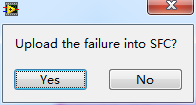 Upload the failure into SFC?
Yes
No